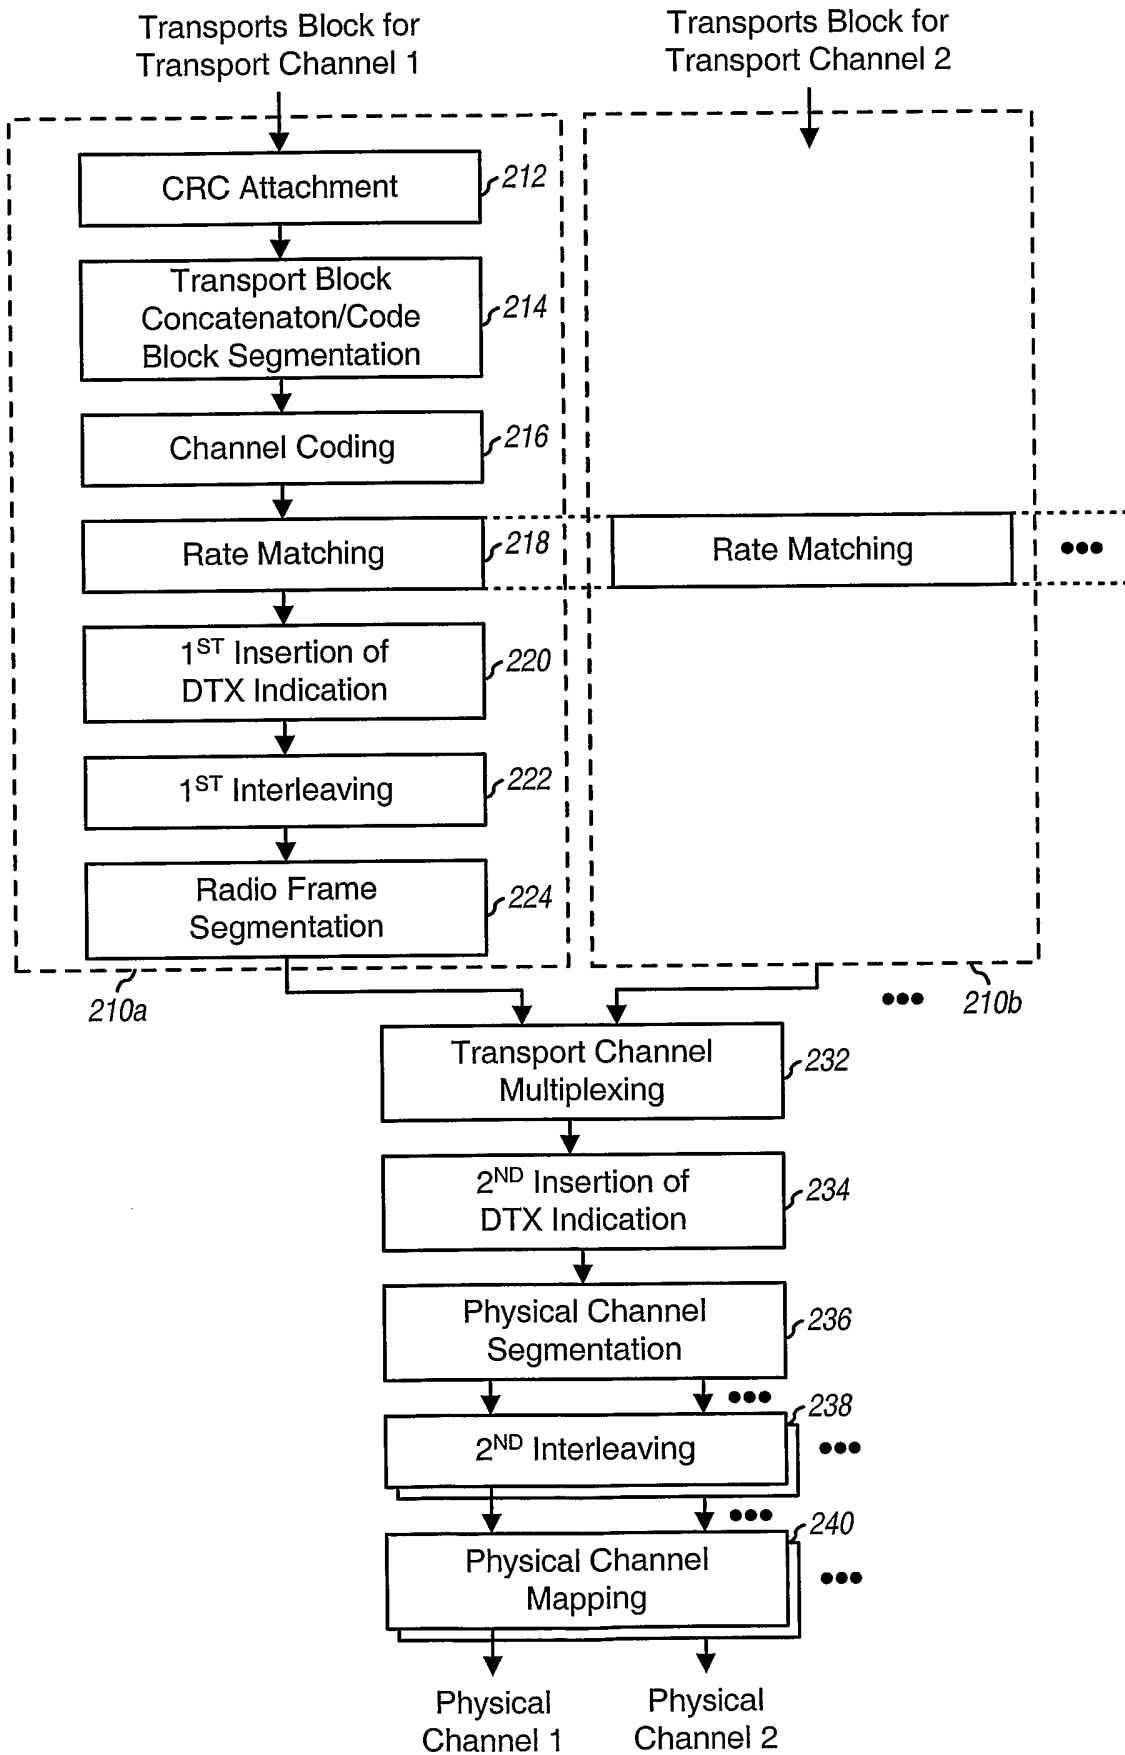 Transports Block for
Transport Channel 1
Transports Block for
Transport Channel 2
CRC Attachment
212
Transport Block
Concatenaton/Code
Block Segmentation
214
Channel Coding
216
Rate Matching
218
Rate Matching
1ST Insertion of
DTX Indication
220
1ST Interleaving
222
Radio Frame
Segmentation
224
210a
210b
Transport Channel
Multiplexing
232
2ND Insertion of
DTX Indication
234
Physical Channel
Segmentation
236
2ND Interleaving
238
Physical Channel
Mapping
240
Physical
Channel 1
Physical
Channel 2